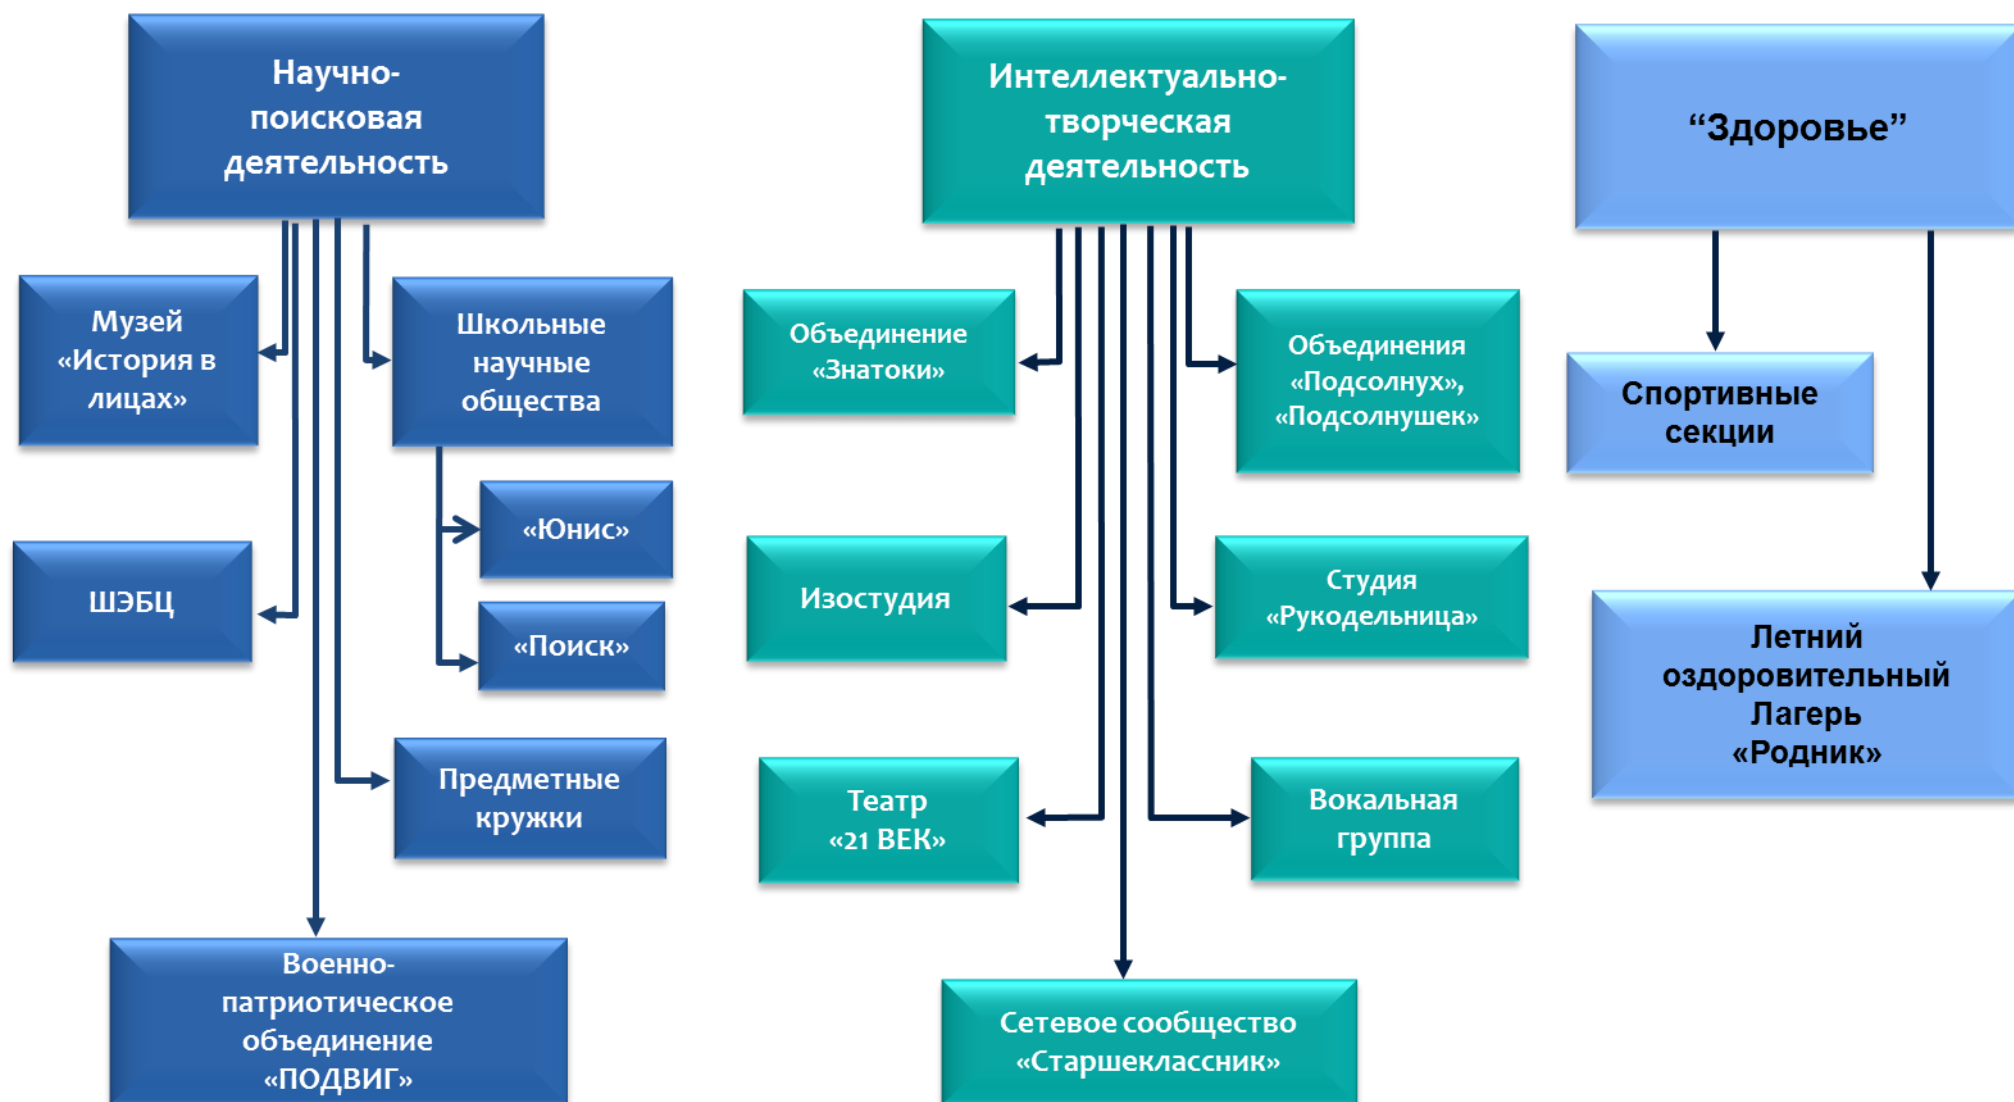 Научно-
поисковая
деятельность
Музей
«История в
лицах»
Школьные
научные
общества
«Юнис»
«Поиск»
ШЭБЦ
Предметные
кружки
Военно-
патриотическое
объединение
«ПОДВИГ»
Интеллектуально-
творческая
деятельность
Объединение
«Знатоки»
Объединения
«Подсолнух»,
«Подсолнушек»
Изостудия
Студия
«Рукодельница»
Театр
«21 ВЕК»
Вокальная
группа
Сетевое сообщество
«Старшеклассник»
“Здоровье”
Спортивные
секции
Летний
оздоровительный
Лагерь
«Родник»